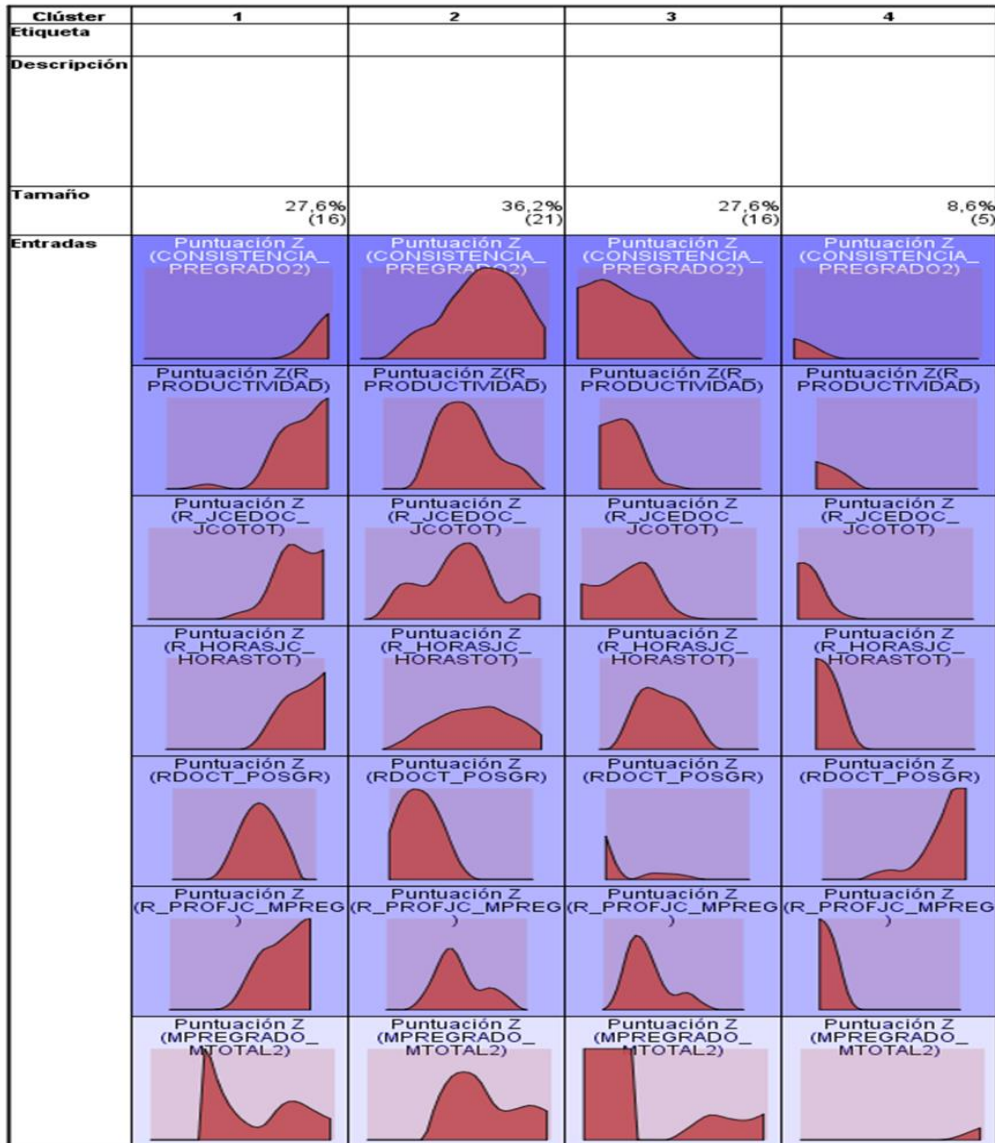 Clúster 1 2 3 4
Etiqueta
Descripción
Tamaño
27,6% 36,2% 27,6% 8,6%
(16) (21) (16) (5)
Entradas
Puntuación Z Puntuación Z Puntuación Z Puntuación Z
(CONSISTENCIA_ (CONSISTENCIA_ (CONSISTENCIA_ (CONSISTENCIA_
PREGRADO2) PREGRADO2) PREGRADO2) PREGRADO2)
Puntuación Z(R_ Puntuación Z(R_ Puntuación Z(R_ Puntuación Z(R_
PRODUCTIVIDAD) PRODUCTIVIDAD) PRODUCTIVIDAD) PRODUCTIVIDAD)
Puntuación Z Puntuación Z Puntuación Z Puntuación Z
(R_JCEDOC_ (R_JCEDOC_ (R_JCEDOC_ (R_JCEDOC_
JCOTOT) JCOTOT) JCOTOT) JCOTOT)
Puntuación Z Puntuación Z Puntuación Z Puntuación Z
(R_HORASJC_ (R_HORASJC_ (R_HORASJC_ (R_HORASJC_
HORASTOT) HORASTOT) HORASTOT) HORASTOT)
Puntuación Z Puntuación Z Puntuación Z Puntuación Z
(RDOCT_POSGR) (RDOCT_POSGR) (RDOCT_POSGR) (RDOCT_POSGR)
Puntuación Z Puntuación Z Puntuación Z Puntuación Z
(R_PROFJC_MPREG (R_PROFJC_MPREG (R_PROFJC_MPREG (R_PROFJC_MPREG
) ) ) )
Puntuación Z Puntuación Z Puntuación Z Puntuación Z
(MPREGRADO_ (MPREGRADO_ (MPREGRADO_ (MPREGRADO_
MTOTAL2) MTOTAL2) MTOTAL2) MTOTAL2)